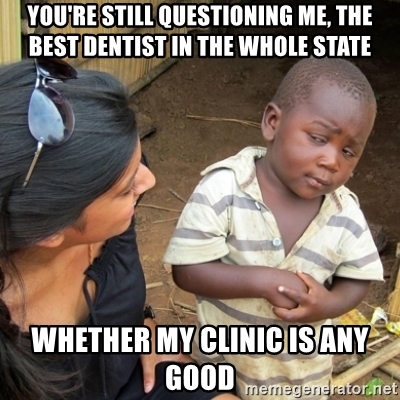 YOU'RE STILL QUESTIONING ME, THE
BEST DENTIST IN THE WHOLE STATE
WHETHER MY CLINIC IS ANY
GOOD
memegenerator.net